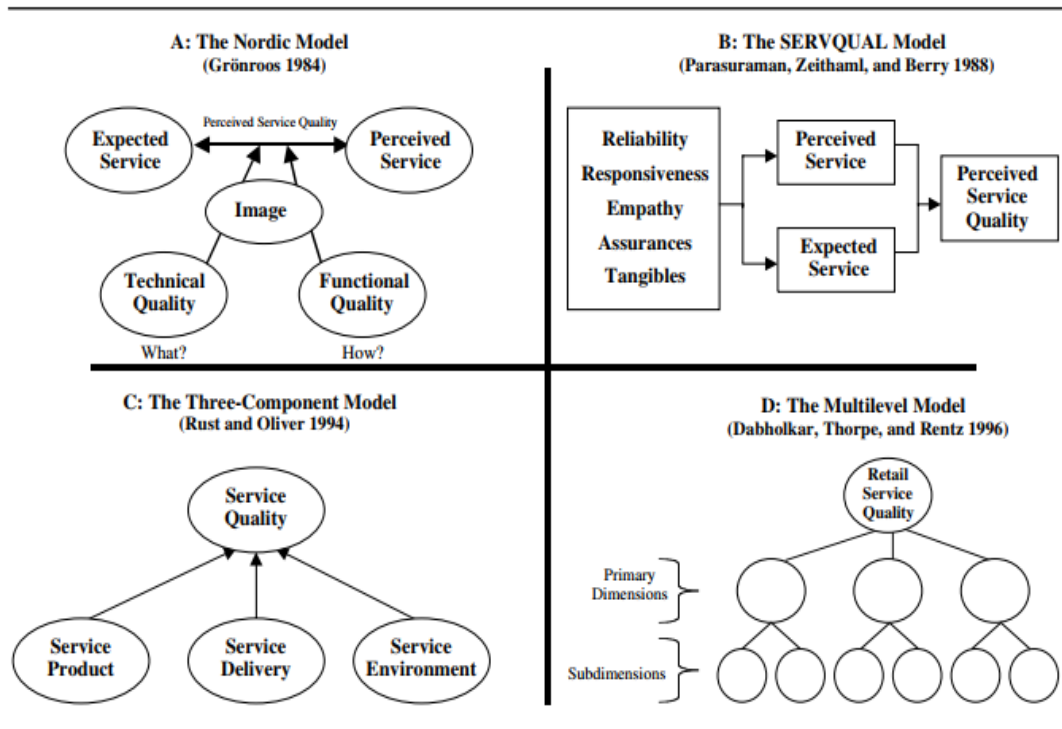 A: The Nordic Model
(Grönroos 1984)
Perceived Service Quality
Expected
Service
Perceived
Service
Image
Technical
Quality
Functional
Quality
What?
How?
B: The SERVQUAL Model
(Parasuraman, Zeithaml, and Berry 1988)
Reliability
Responsiveness
Empathy
Assurances
Tangibles
Perceived
Service
Expected
Service
Perceived
Service
Quality
C: The Three-Component Model
(Rust and Oliver 1994)
Service
Quality
Service
Product
Service
Delivery
Service
Environment
D: The Multilevel Model
(Dabholkar, Thorpe, and Rentz 1996)
Retail
Service
Quality
Primary
Dimensions
Subdimensions